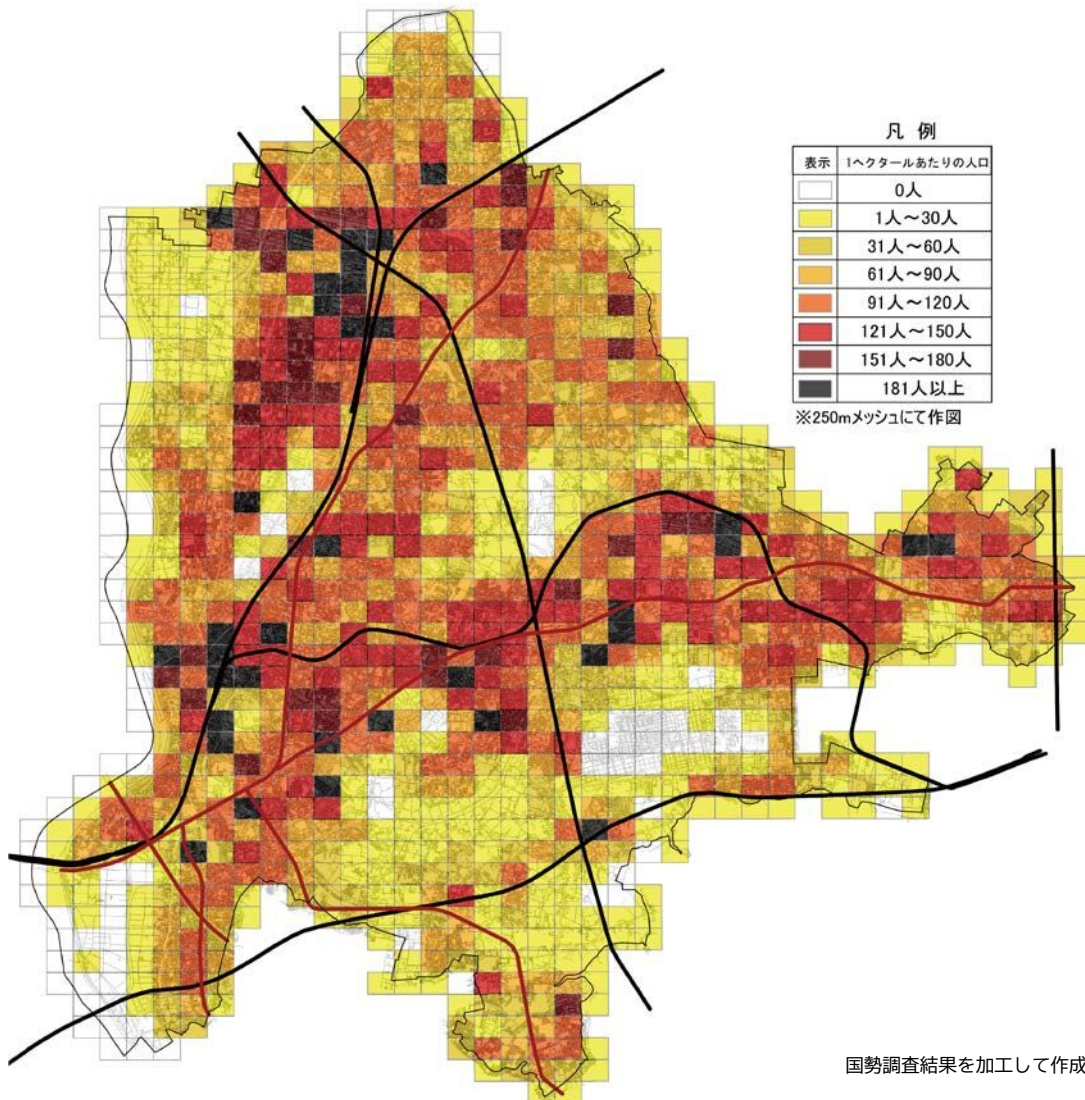 凡例
表示 1ヘクタールあたりの人口
0人
1人～30人
31人～60人
61人～90人
91人～120人
121人～150人
151人～180人
181人以上
※250mメッシュにて作図
国勢調査結果を加工して作成